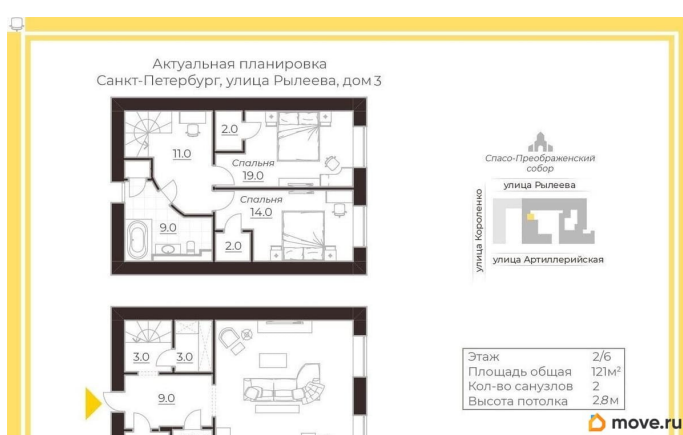 Актуальная планировка
Санкт-Петербург, улица Рылеева, дом 3
2.0
11.0
Спальня
19.0
Спальня
14.0
9.0
2.0
Спасо-Преображенский
собор
улица Рылеева
улица Короленко
улица Артиллерийская
3.0 3.0
9.0
Этаж 2/6
Площадь общая 121м²
Кол-во санузлов 2
Высота потолка 2,8м
move.ru